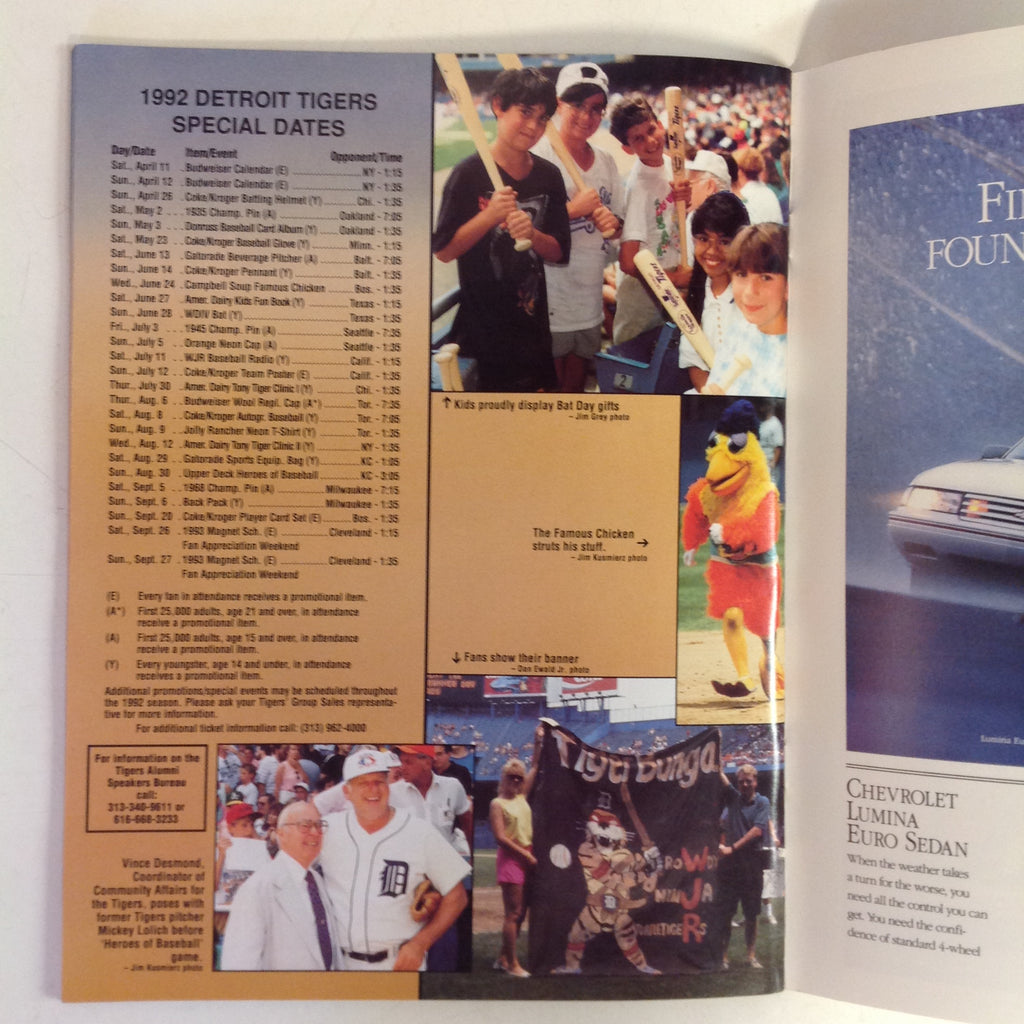 1992 DETROIT TIGERS
SPECIAL DATES
Day/Date Item/Event Opponent/Time
Sat., April 11 . Budweiser Calendar (E) NY - 1:15
Sun., April 12 . Budweiser Calendar (E) NY - 1:35
Sun., April 26 . Coke/Kroger Batting Helmet (Y) Chi. - 1:35
Sat., May 2 . . . 1935 Champ. Pin (A) Oakland - 7:05
Sun., May 3 . . . Donruss Baseball Card Album (Y) Oakland - 1:35
Sat., May 23 . . Coke/Kroger Baseball Glove (Y) Minn. - 1:15
Sat., June 13 . . Gatorade Beverage Pitcher (A) Balt. - 7:05
Sun., June 14 . . Coke/Kroger Pennant (Y) Balt. - 1:35
Wed., June 24 . Campbell Soup Famous Chicken Bos. - 1:35
Sat., June 27 . . Amer. Dairy Kids Fun Book (Y) Texas - 1:15
Sun., June 28 . . WDIV Bat (Y) Texas - 1:35
Fri., July 3 . . . 1945 Champ. Pin (A) Seattle - 7:35
Sun., July 5 . . . Orange Neon Cap (A) Seattle - 1:35
Sat., July 11 . . WJR Baseball Radio (Y) Calif. - 1:15
Sun., July 12 . . Coke/Kroger Team Poster (E) Calif. - 1:35
Thur., July 30 . . Amer. Dairy Tony Tiger Clinic I (Y) Chi. - 1:35
Thur., Aug. 6 . . Budweiser Wool Repl. Cap (A*) Tor. - 7:35
Sat., Aug. 8 . . . Coke/Kroger Autogr. Baseball (Y) Tor. - 7:05
Sun., Aug. 9 . . Jolly Rancher Neon T-Shirt (Y) Tor. - 1:35
Wed., Aug. 12 . Amer. Dairy Tony Tiger Clinic II (Y) NY - 1:35
Sat., Aug. 29 . . Gatorade Sports Equip. Bag (Y) KC - 1:05
Sun., Aug. 30 . . Upper Deck Heroes of Baseball KC - 3:05
Sat., Sept. 5 . . . 1968 Champ. Pin (A) Milwaukee - 7:15
Sun., Sept. 6 . . Back Pack (Y) Milwaukee - 1:35
Sun., Sept. 20 . Coke/Kroger Player Card Set (E) Bos. - 1:35
Sat., Sept. 26 . . 1993 Magnet Sch. (E) Cleveland - 1:15
Fan Appreciation Weekend
Sun., Sept. 27 . 1993 Magnet Sch. (E) Cleveland - 1:35
Fan Appreciation Weekend
(E) Every fan in attendance receives a promotional item.
(A*) First 25,000 adults, age 21 and over, in attendance
receive a promotional item.
(A) First 25,000 adults, age 15 and over, in attendance
receive a promotional item.
(Y) Every youngster, age 14 and under, in attendance
receives a promotional item.
Additional promotions/special events may be scheduled throughout
the 1992 season. Please ask your Tigers' Group Sales representa-
tive for more information.
For additional ticket information call: (313) 962-4000
For information on the
Tigers Alumni
Speakers Bureau
call:
313-340-9611 or
616-668-3233
Vince Desmond,
Coordinator of
Community Affairs for
the Tigers, poses with
former Tigers pitcher
Mickey Lolich before
'Heroes of Baseball'
game.
– Jim Kusmierz photo
2
↑ Kids proudly display Bat Day gifts
– Jim Grey photo
The Famous Chicken →
struts his stuff.
– Jim Kusmierz photo
↓ Fans show their banner
– Dan Ewald Jr. photo
D
WJR
FI
FOUN
Lumina Eu
CHEVROLET
LUMINA
EURO SEDAN
When the weather takes
a turn for the worse, you
need all the control you can
get. You need the confi-
dence of standard 4-wheel